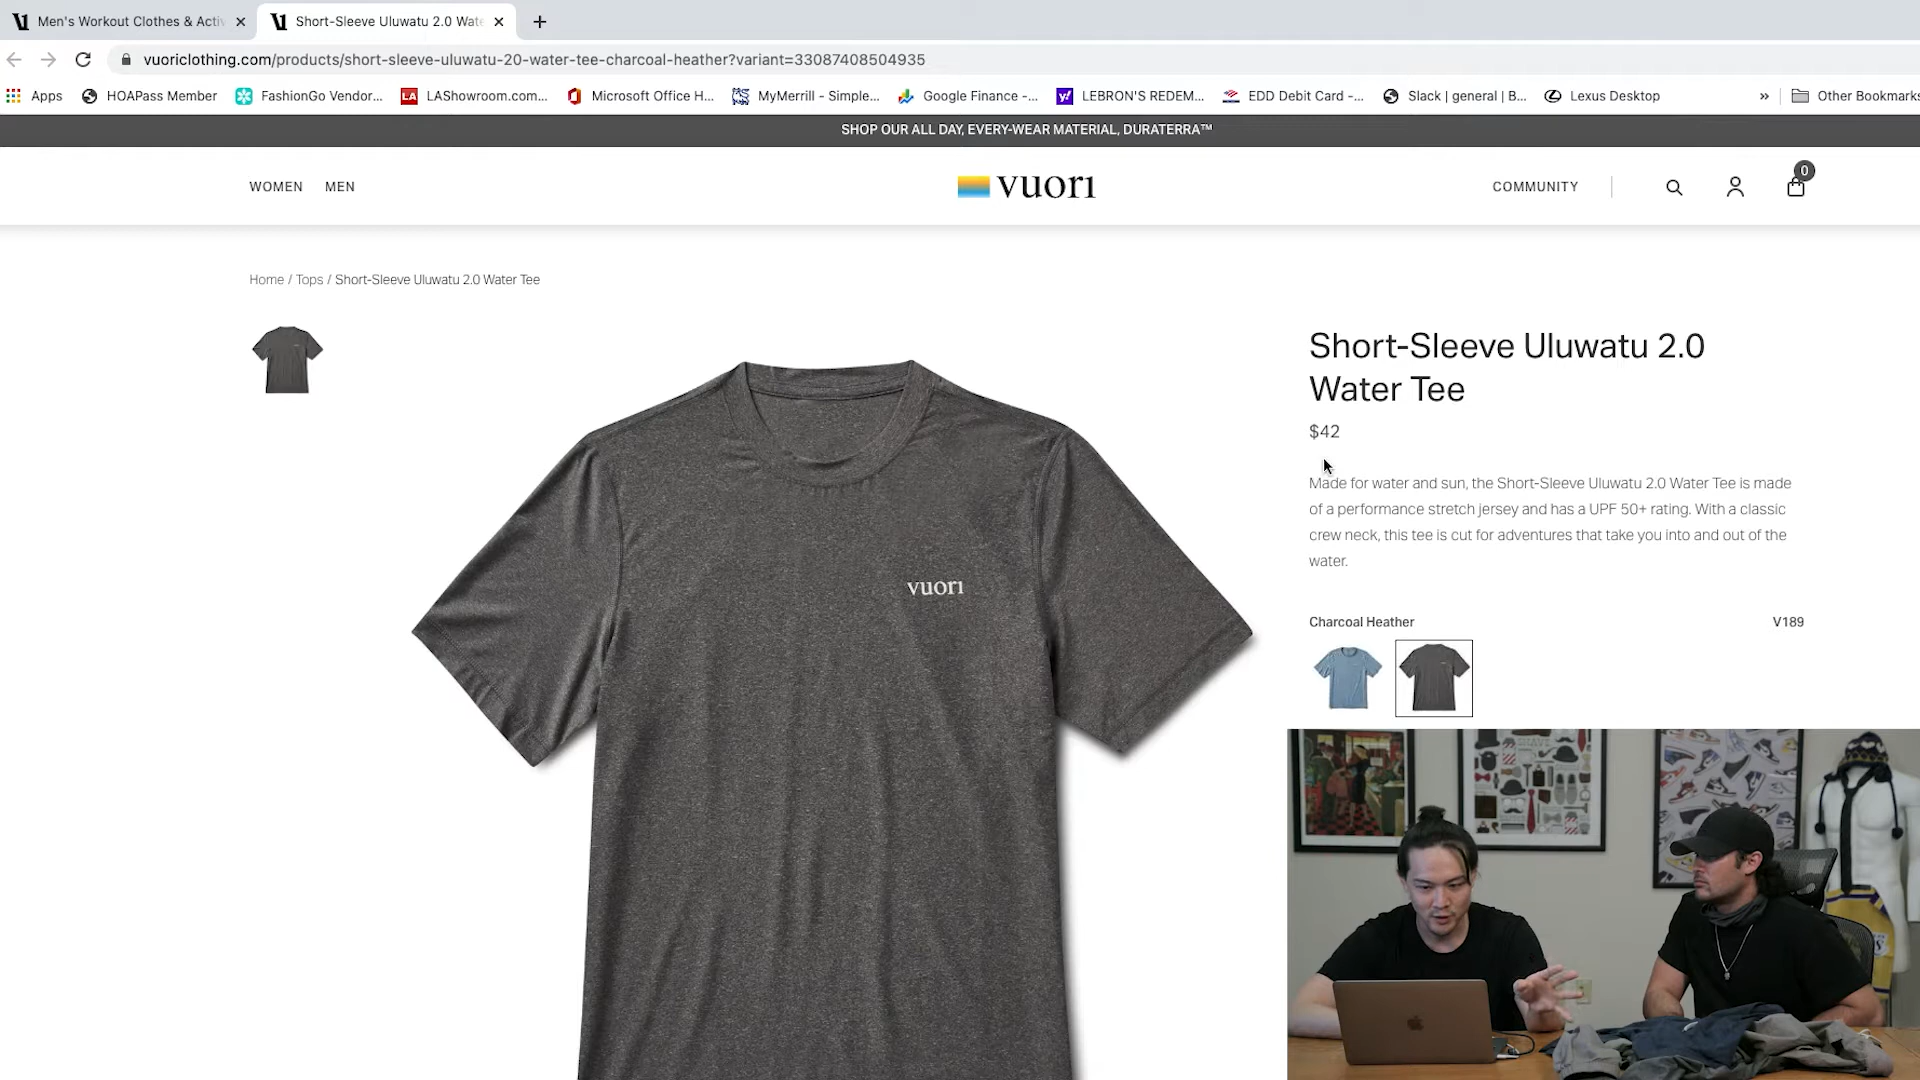 Men's Workout Clothes & Activ
Short-Sleeve Uluwatu 2.0 Wate
vuoriclothing.com/products/short-sleeve-uluwatu-20-water-tee-charcoal-heather?variant=33087408504935
Apps
HOAPass Member
FashionGo Vendor...
LA
LAShowroom.com...
Microsoft Office H...
MyMerrill - Simple...
Google Finance -...
y!
LEBRON'S REDEM...
EDD Debit Card -...
Slack | general | B...
Lexus Desktop
»
Other Bookmarks
SHOP OUR ALL DAY, EVERY-WEAR MATERIAL, DURATERRA™
WOMEN
MEN
vuori
COMMUNITY
0
Home / Tops / Short-Sleeve Uluwatu 2.0 Water Tee
Short-Sleeve Uluwatu 2.0
Water Tee
$42
Made for water and sun, the Short-Sleeve Uluwatu 2.0 Water Tee is made
of a performance stretch jersey and has a UPF 50+ rating. With a classic
crew neck, this tee is cut for adventures that take you into and out of the
water.
vuori
Charcoal Heather
V189